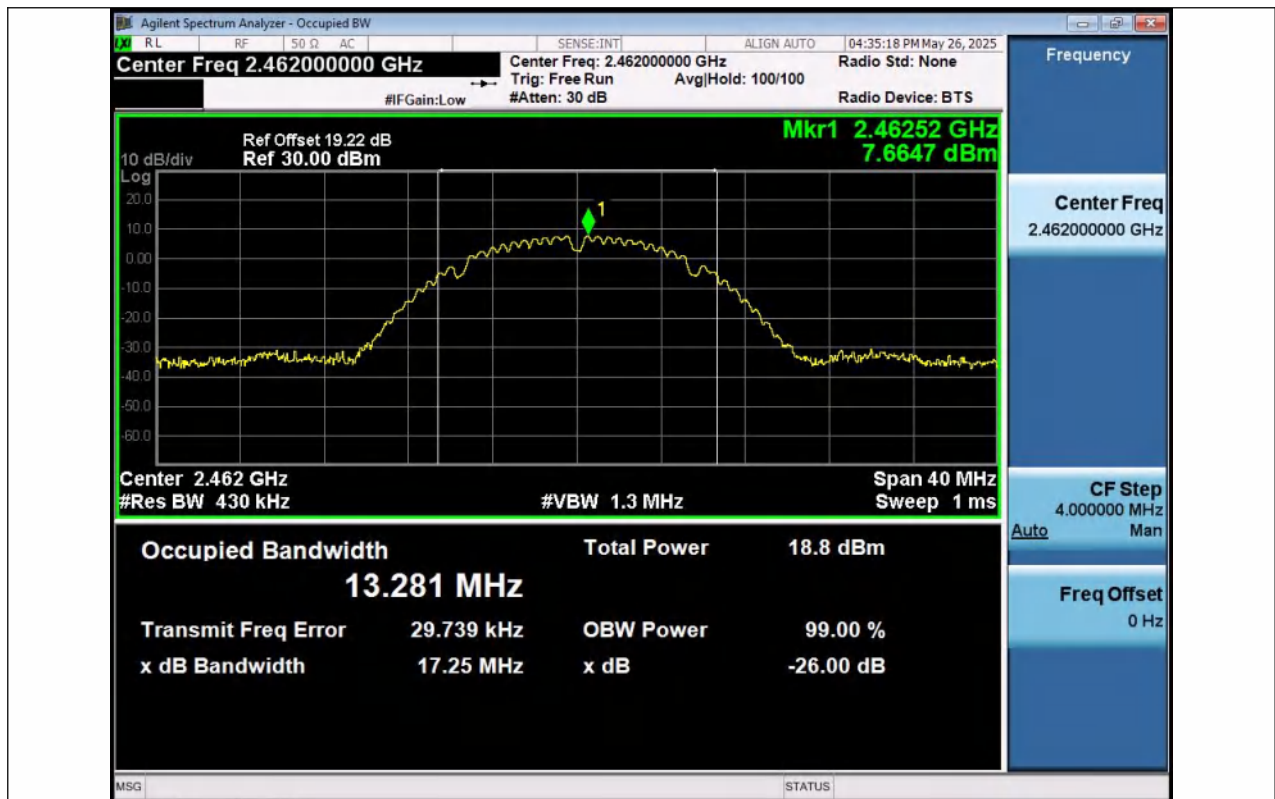 Agilent Spectrum Analyzer - Occupied BW
LXI RL RF 50 Ω AC SENSE:INT ALIGN AUTO 04:35:18 PM May 26, 2025
Center Freq 2.462000000 GHz
Center Freq: 2.462000000 GHz Radio Std: None
Trig: Free Run Avg|Hold: 100/100
#IFGain:Low #Atten: 30 dB Radio Device: BTS
Mkr1 2.46252 GHz
7.6647 dBm
Ref Offset 19.22 dB
10 dB/div Ref 30.00 dBm
Log
20.0
1
10.0
0.00
-10.0
-20.0
-30.0
-40.0
-50.0
-60.0
Center 2.462 GHz Span 40 MHz
#Res BW 430 kHz #VBW 1.3 MHz Sweep 1 ms
Occupied Bandwidth Total Power 18.8 dBm
13.281 MHz
Transmit Freq Error 29.739 kHz OBW Power 99.00 %
x dB Bandwidth 17.25 MHz x dB -26.00 dB
MSG STATUS
Frequency
Center Freq
2.462000000 GHz
CF Step
4.000000 MHz
Auto Man
Freq Offset
0 Hz